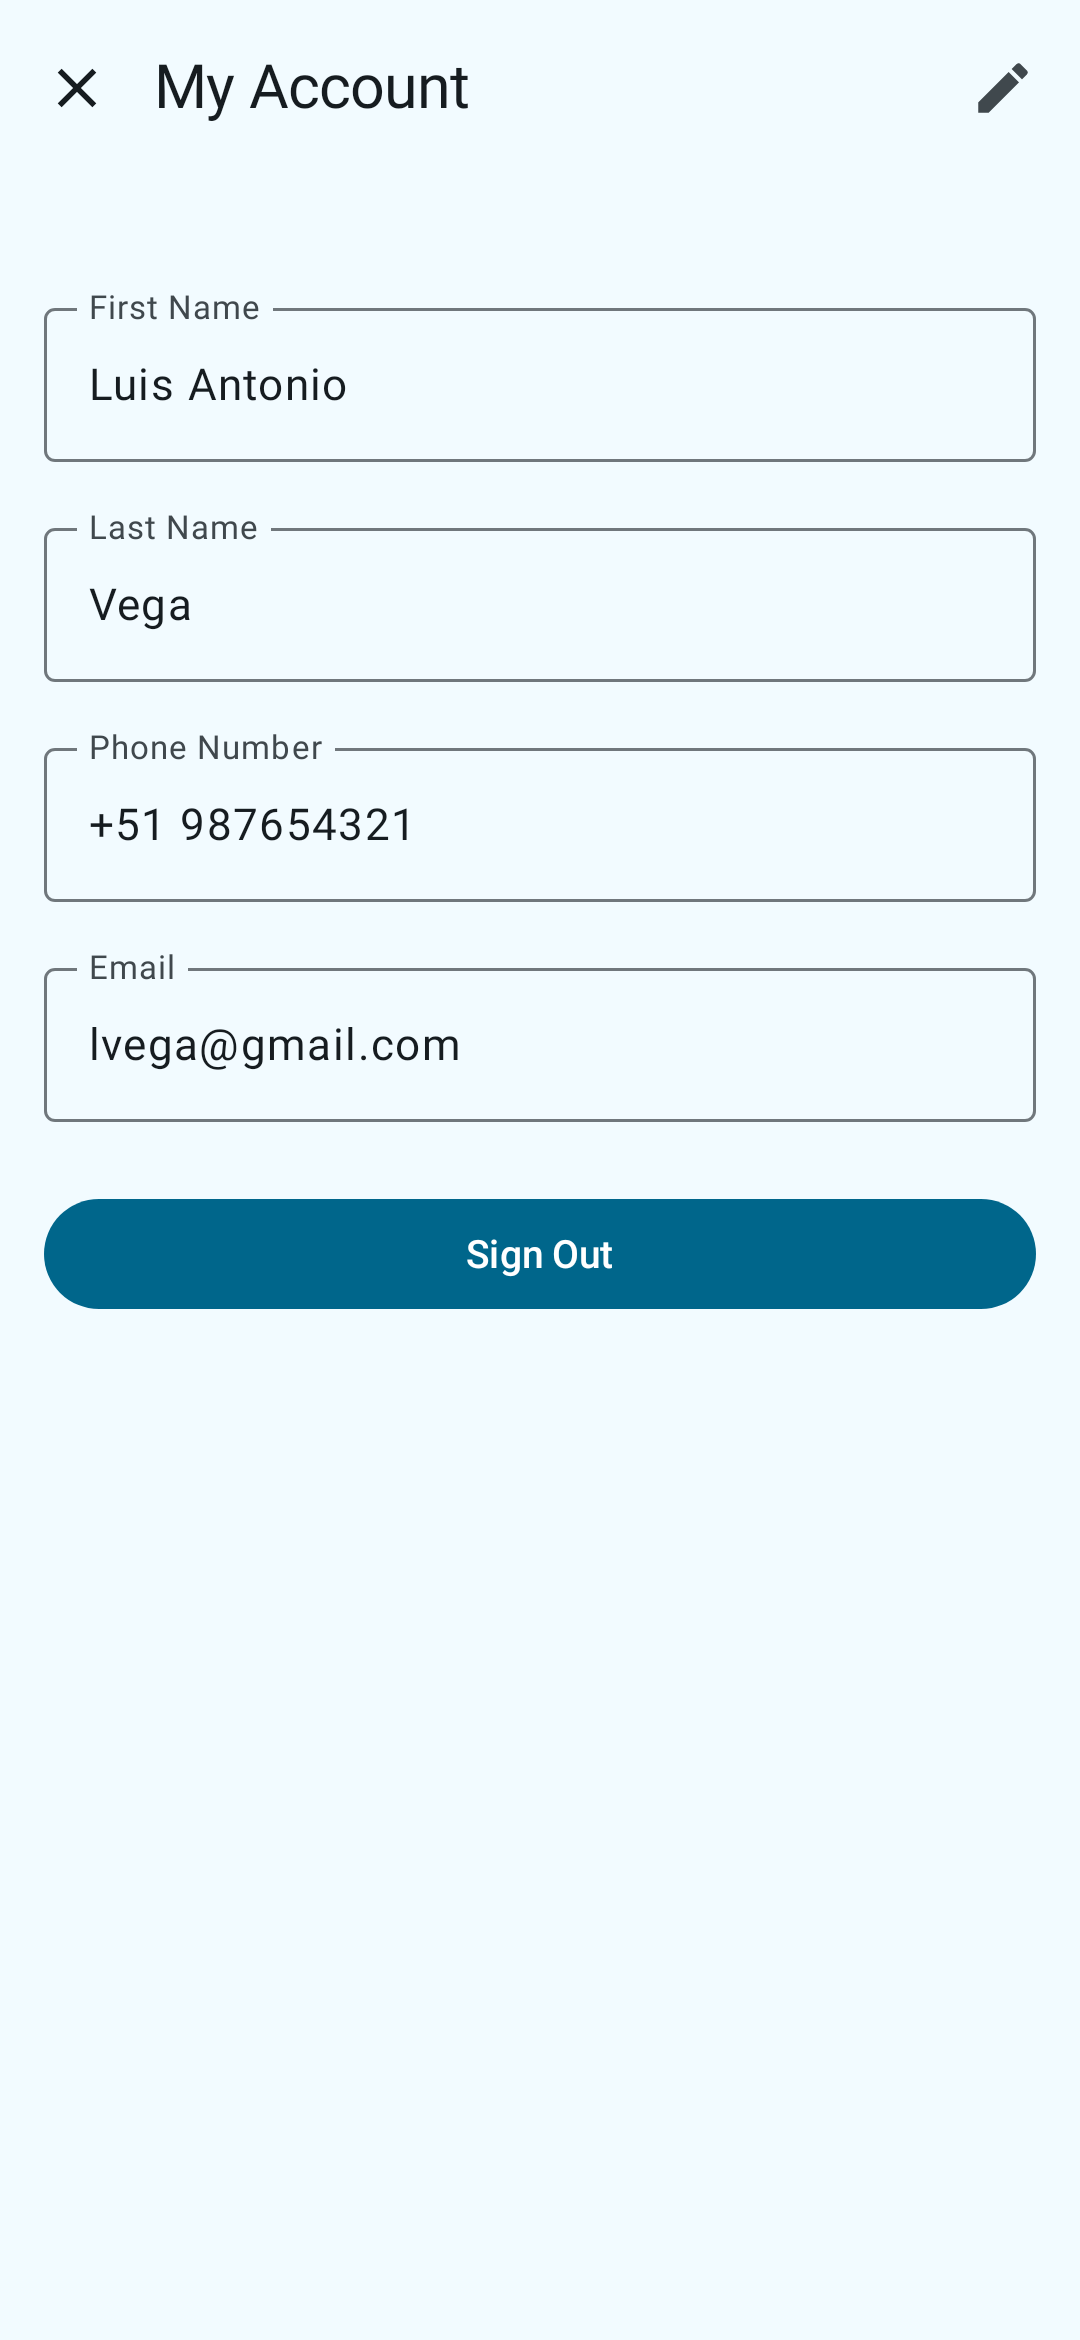 My Account
First Name
Luis Antonio
Last Name
Vega
Phone Number
+51 987654321
Email
lvega@gmail.com
Sign Out